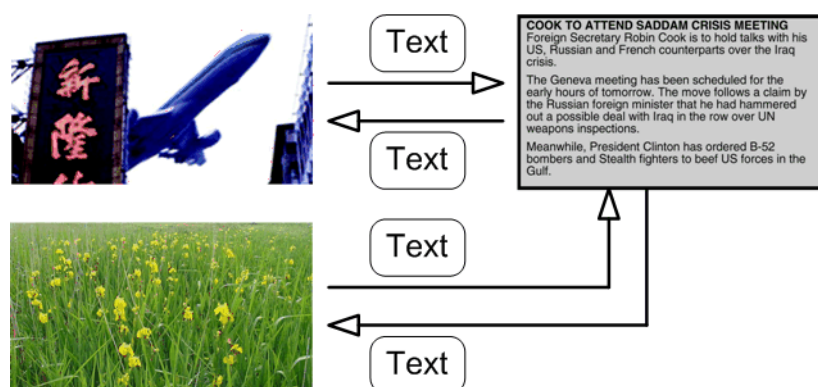 新
隆
Text
Text
COOK TO ATTEND SADDAM CRISIS MEETING
Foreign Secretary Robin Cook is to hold talks with his
US, Russian and French counterparts over the Iraq
crisis.
The Geneva meeting has been scheduled for the
early hours of tomorrow. The move follows a claim by
the Russian foreign minister that he had hammered
out a possible deal with Iraq in the row over UN
weapons inspections.
Meanwhile, President Clinton has ordered B-52
bombers and Stealth fighters to beef US forces in the
Gulf.
Text
Text